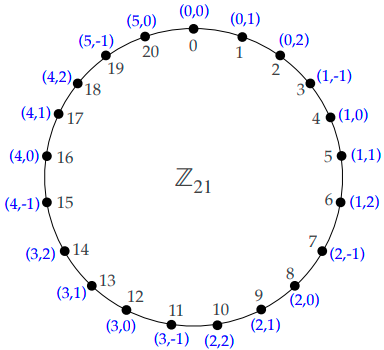 (0,0)
(5,0) (0,1)
(5,-1) 20 0 1 (0,2)
19 2
(4,2) 18 3 (1,-1)
(4,1) 17 4 (1,0)
(4,0) 16 5 (1,1)
ℤ21
(4,-1) 15 6 (1,2)
(3,2) 14 7 (2,-1)
(3,1) 13 8 (2,0)
(3,0) 12 11 10 9 (2,1)
(3,-1) (2,2)